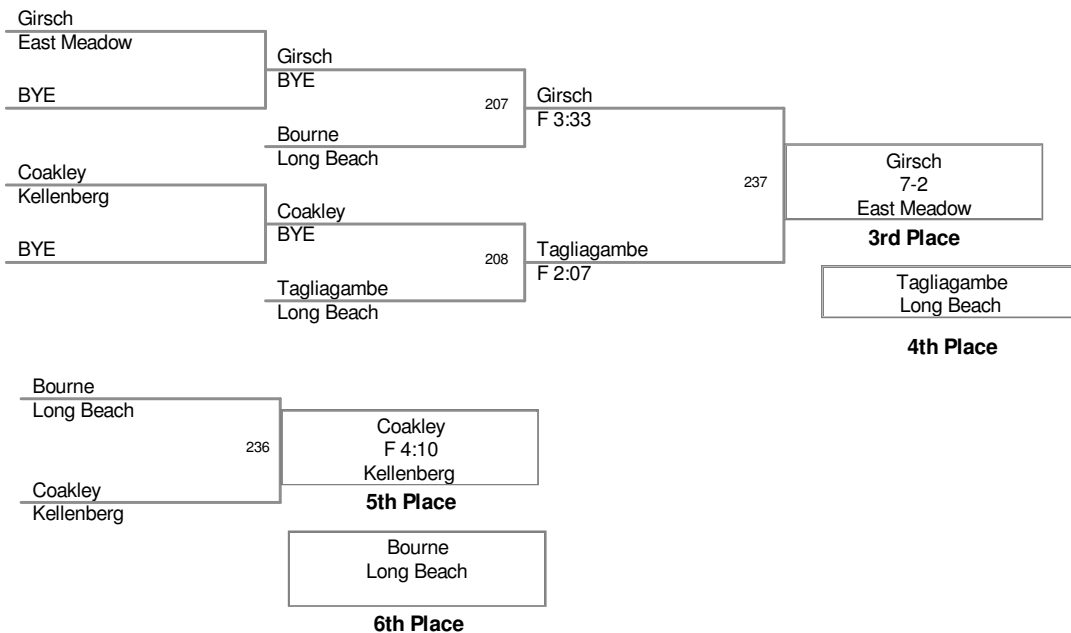 Girsch
East Meadow
BYE
Coakley
Kellenberg
BYE
Girsch
BYE
207
Bourne
Long Beach
Coakley
BYE
208
Tagliagambe
Long Beach
Girsch
F 3:33
237
Tagliagambe
F 2:07
Girsch
7-2
East Meadow
3rd Place
Tagliagambe
Long Beach
4th Place
Bourne
Long Beach
236
Coakley
Kellenberg
Coakley
F 4:10
Kellenberg
5th Place
Bourne
Long Beach
6th Place